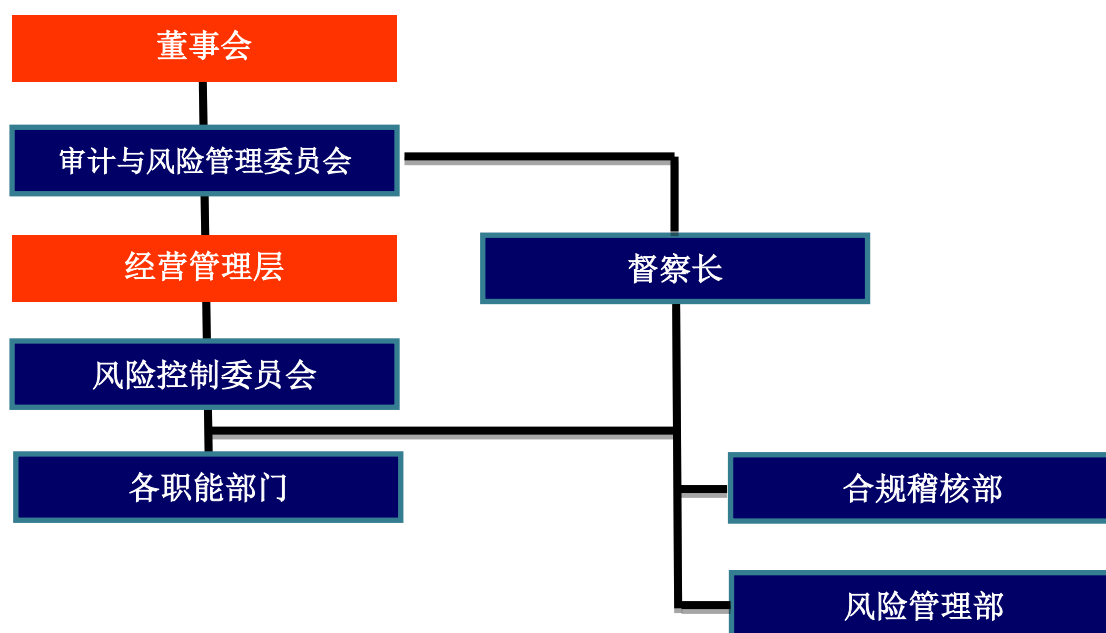 董事会
审计与风险管理委员会
经营管理层
督察长
风险控制委员会
各职能部门
合规稽核部
风险管理部